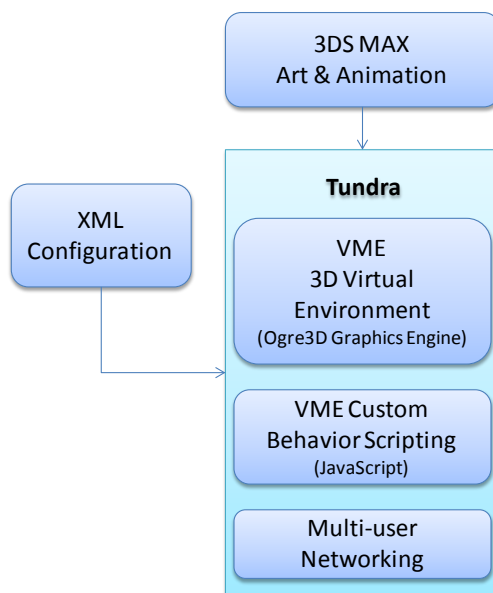 3DS MAX
Art & Animation
Tundra
XML
Configuration
VME
3D Virtual
Environment
(Ogre3D Graphics Engine)
VME Custom
Behavior Scripting
(JavaScript)
Multi-user
Networking